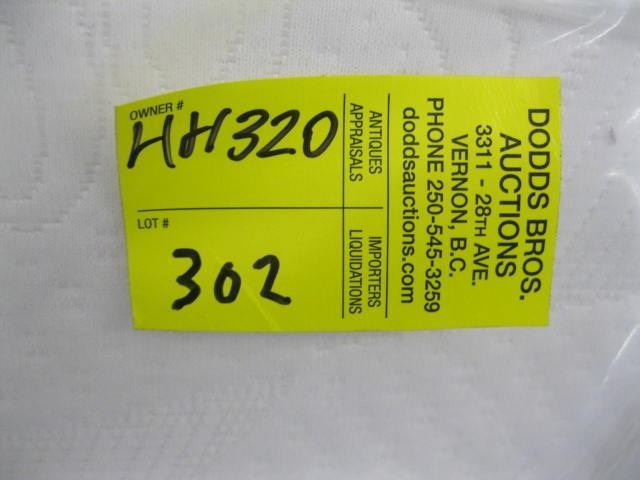 DODDS BROS.
AUCTIONS
3311 - 28TH AVE.
VERNON, B.C.
PHONE 250-545-3259
doddsauctions.com
ANTIQUES
APPRAISALS
IMPORTERS
LIQUIDATIONS
OWNER #
HH320
LOT #
302